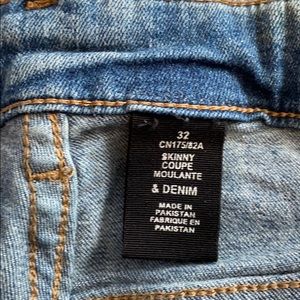 32
CN175/82A
SKINNY
COUPE
MOULANTE
& DENIM
MADE IN
PAKISTAN
FABRIQUE EN
PAKISTAN